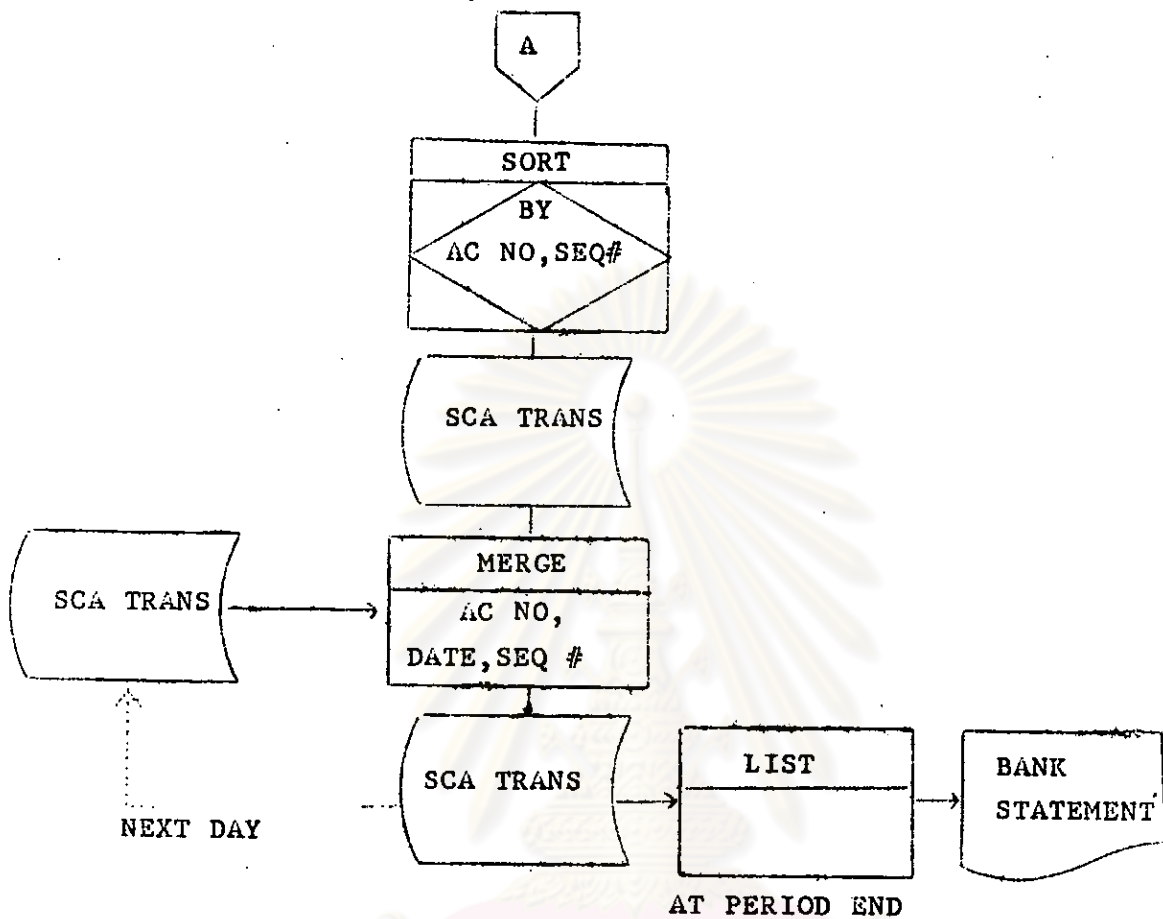 A
SORT
BY
AC NO,SEQ#
SCA TRANS
MERGE
SCA TRANS
AC NO,
DATE,SEQ #
SCA TRANS
LIST
BANK
STATEMENT
NEXT DAY
AT PERIOD END